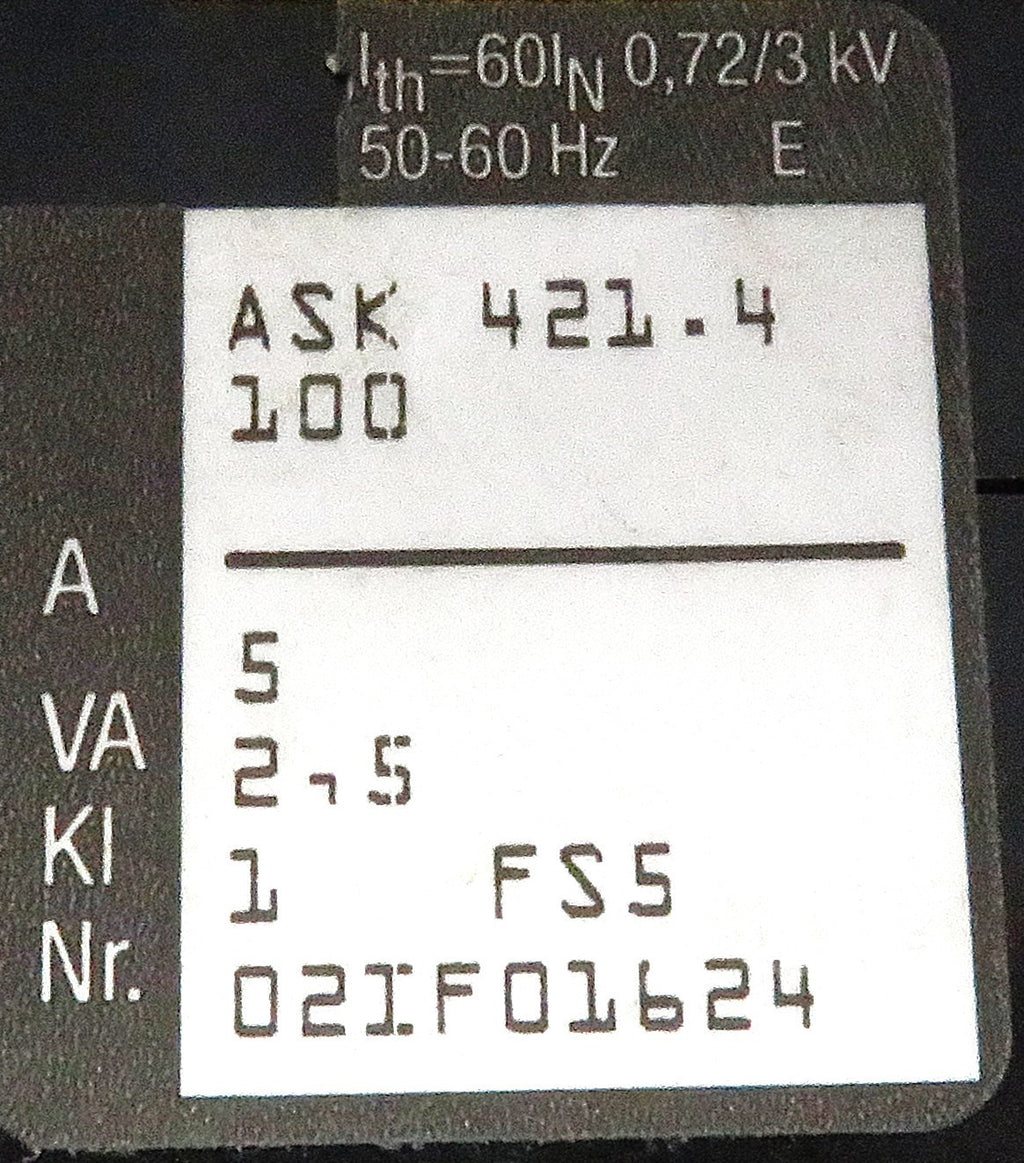 Ith=60IN 0,72/3 kV
50-60 Hz E
ASK 421.4
100
A
5
VA 2,5
Kl 1 FS5
Nr. 02IF01624